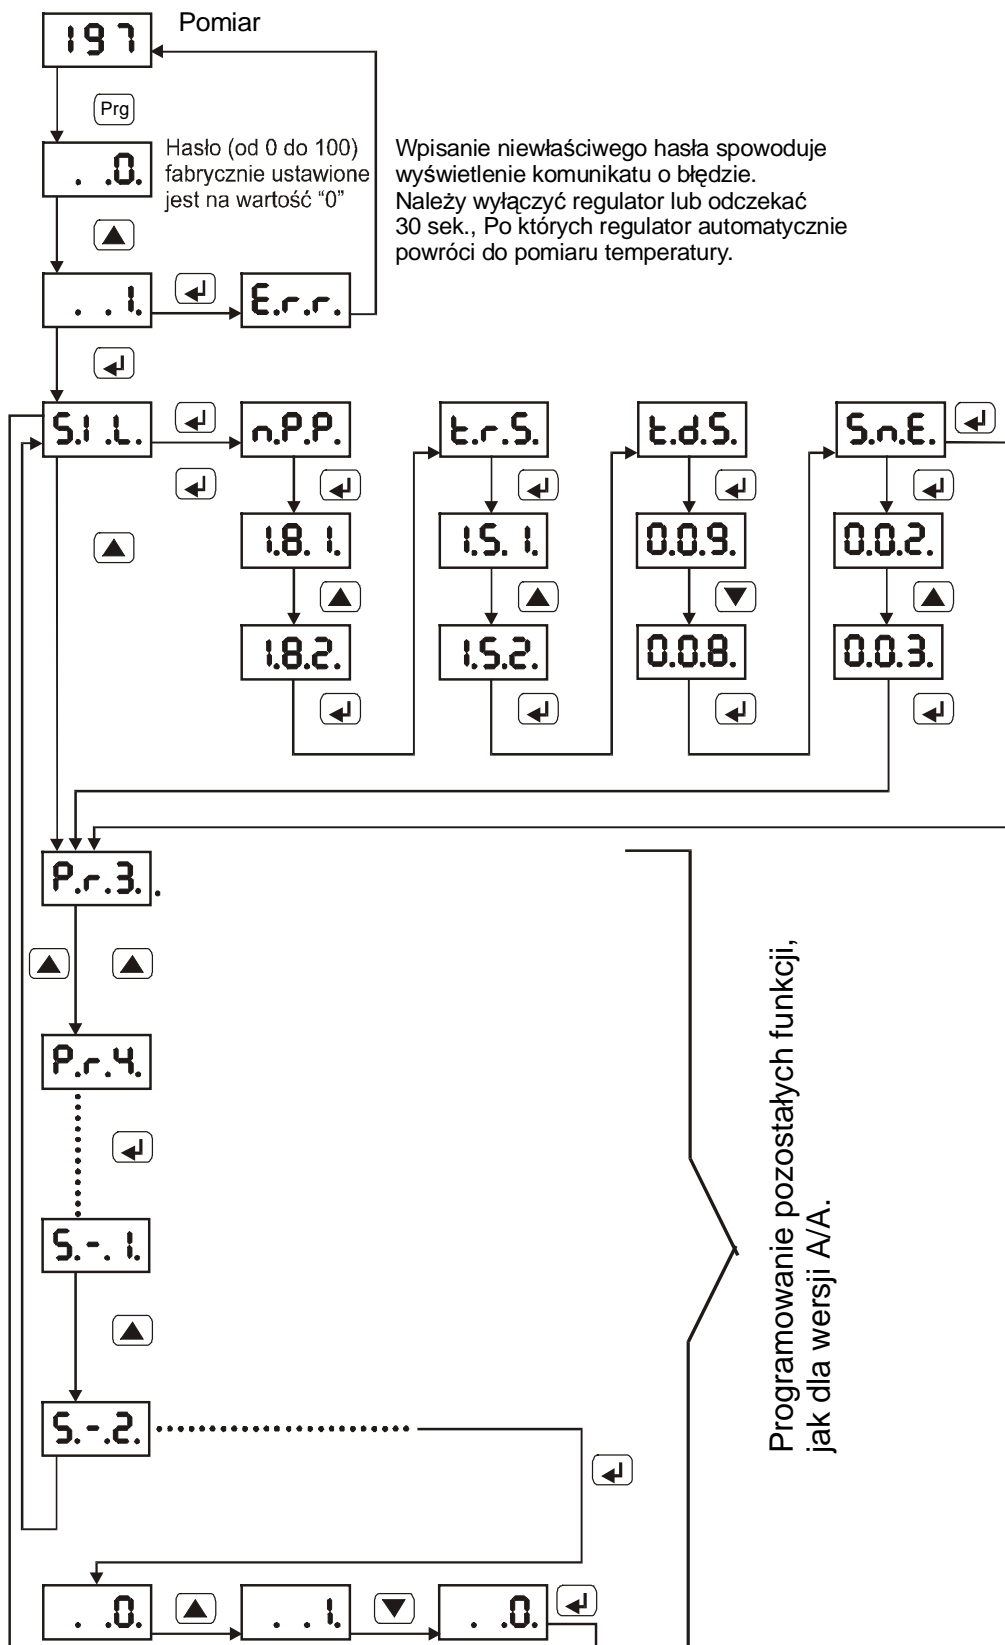 197
Pomiar
Prg
. .0.
Hasło (od 0 do 100)
fabrycznie ustawione
jest na wartość “0”
Wpisanie niewłaściwego hasła spowoduje
wyświetlenie komunikatu o błędzie.
Należy wyłączyć regulator lub odczekać
30 sek., Po których regulator automatycznie
powróci do pomiaru temperatury.
. .1.
E.r.r.
S.I.L.
n.P.P.
t.r.S.
t.d.S.
S.n.E.
1.8.1.
1.5.1.
0.0.9.
0.0.2.
1.8.2.
1.5.2.
0.0.8.
0.0.3.
P.r.3..
P.r.4.
S.-.1.
S.-.2.
Programowanie pozostałych funkcji,
jak dla wersji A/A.
. .0.
. .1.
. .0.